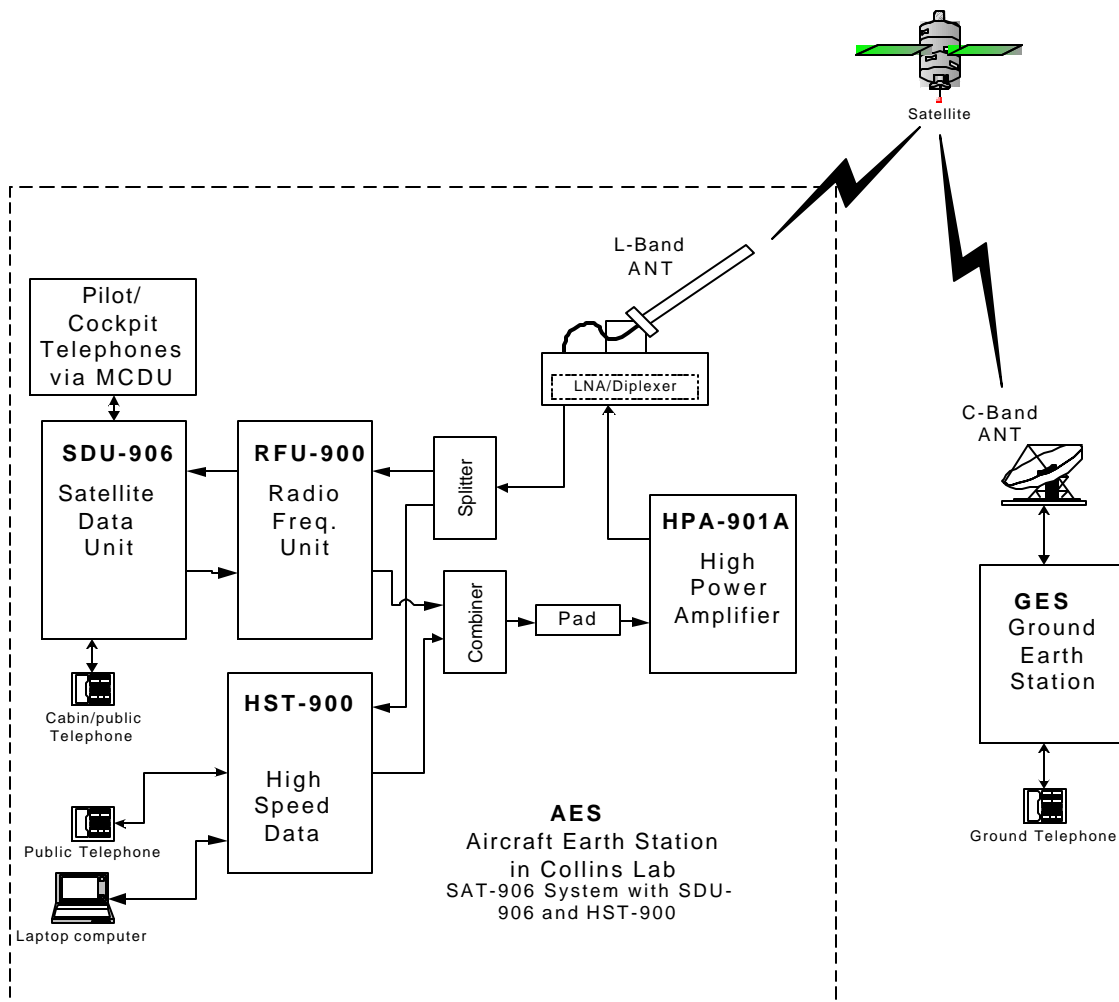 Satellite
L-Band
ANT
Pilot/
Cockpit
Telephones
via MCDU
LNA/Diplexer
C-Band
ANT
SDU-906
Satellite
Data
Unit
RFU-900
Radio
Freq.
Unit
Splitter
HPA-901A
High
Power
Amplifier
Combiner
Pad
GES
Ground
Earth
Station
Cabin/public
Telephone
HST-900
High
Speed
Data
Public Telephone
Laptop computer
AES
Aircraft Earth Station
in Collins Lab
SAT-906 System with SDU-
906 and HST-900
Ground Telephone